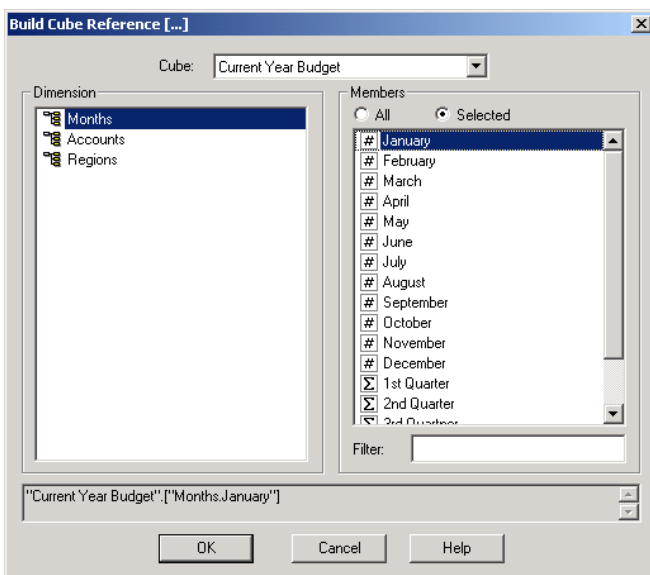 Build Cube Reference [...]
Cube: Current Year Budget
Dimension
Months
Accounts
Regions
Members
All Selected
# January
# February
# March
# April
# May
# June
# July
# August
# September
# October
# November
# December
Σ 1st Quarter
Σ 2nd Quarter
Σ 3rd Quartner
Filter:
"Current Year Budget".["Months.January"]
OK Cancel Help